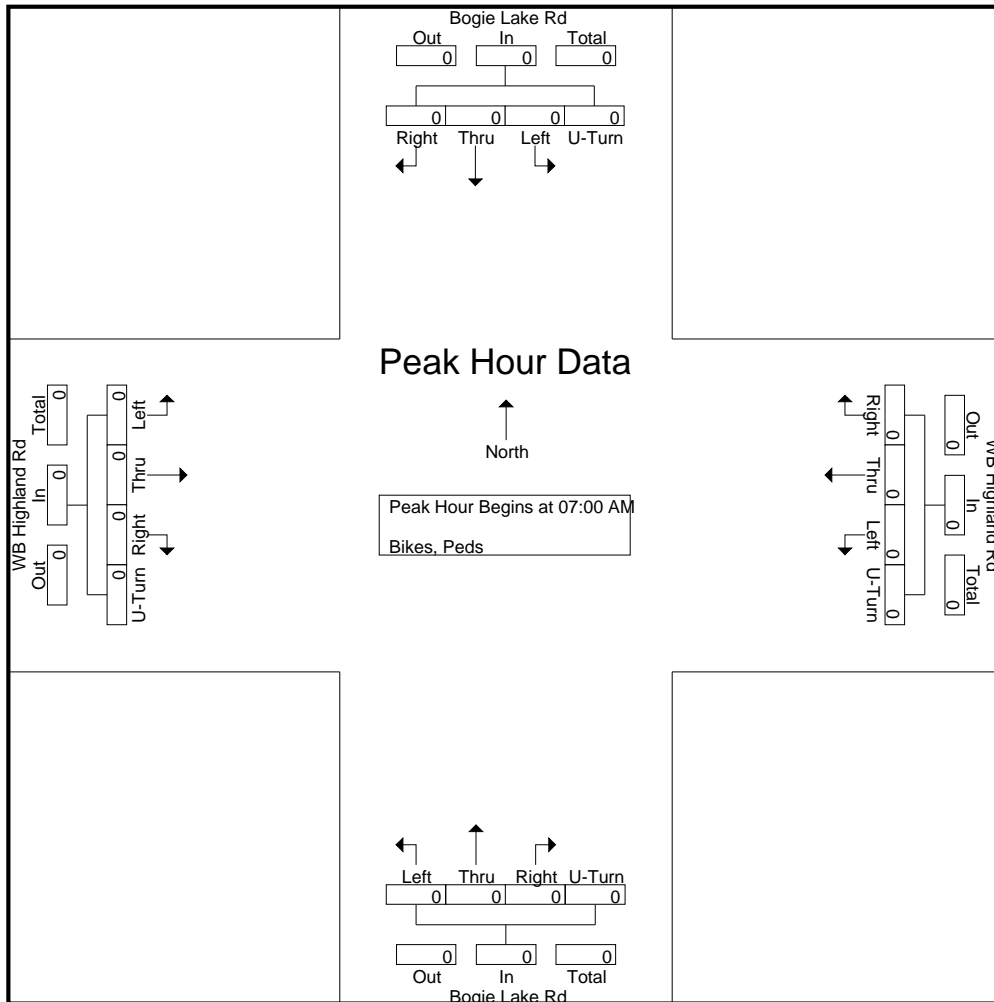 Bogie Lake Rd
Out In Total
0 0 0
0 0 0 0
Right Thru Left U-Turn
Peak Hour Data
North
Peak Hour Begins at 07:00 AM
Bikes, Peds
WB Highland Rd
Total In Out
0 0 0
0 0 0 0
Left Thru Right U-Turn
Right Thru Left U-Turn
0 0 0 0
0 0 0
Out In Total
WB Highland Rd
Left Thru Right U-Turn
0 0 0 0
0 0 0
Out In Total
Bogie Lake Rd